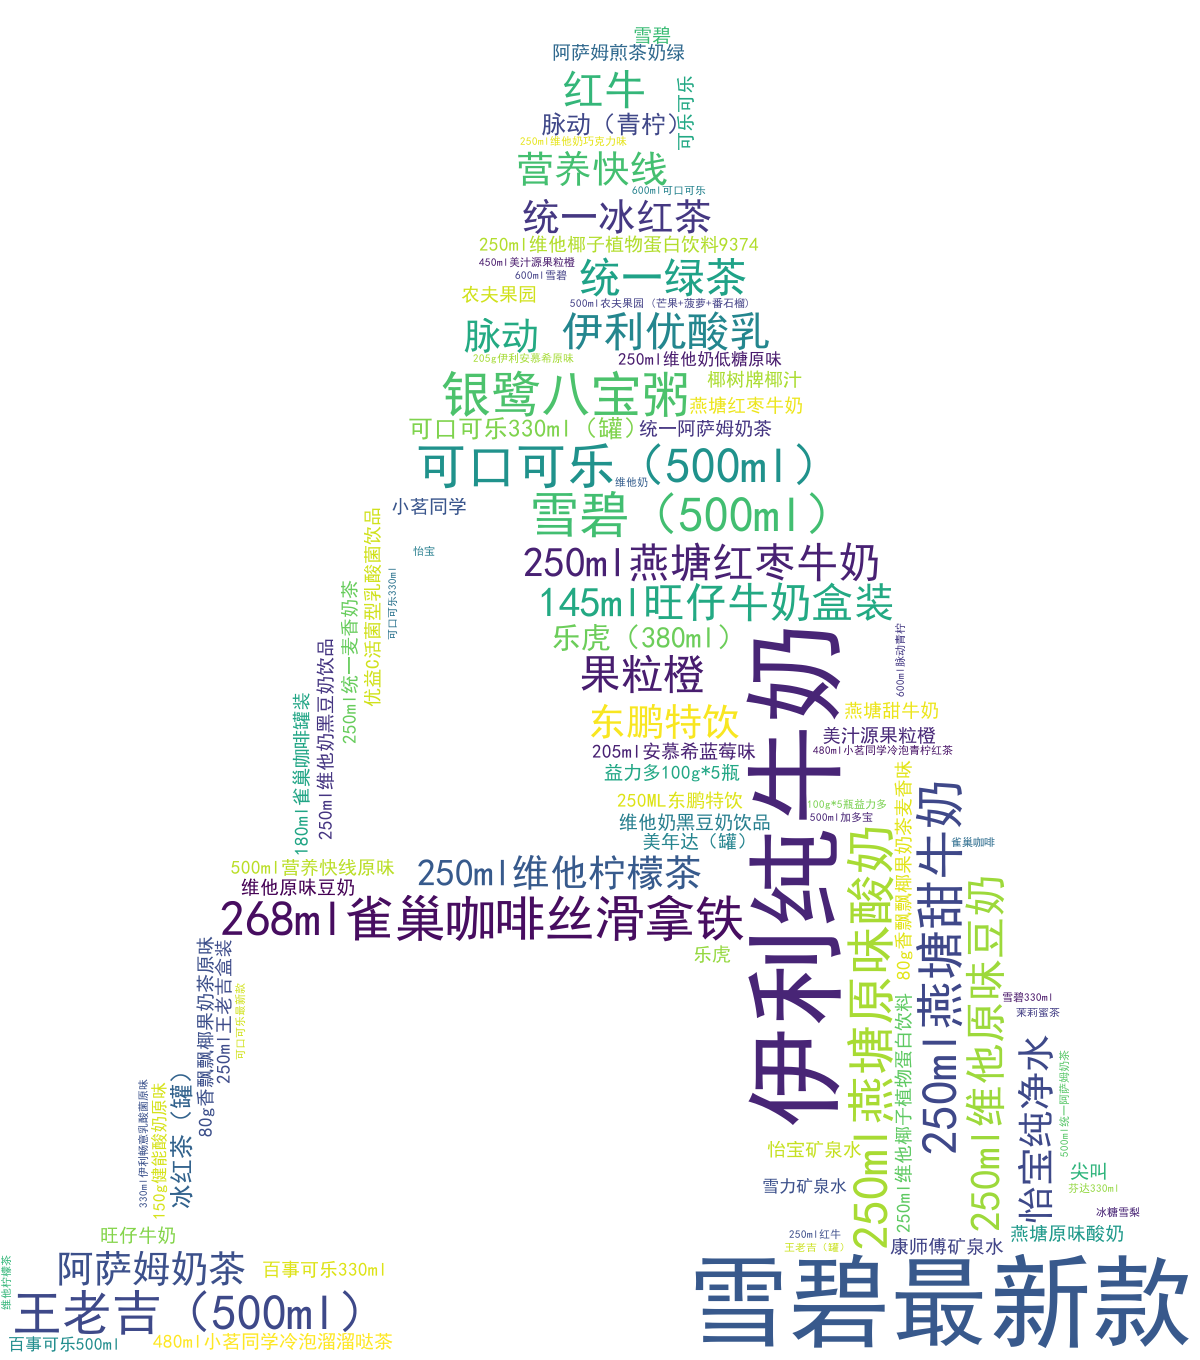 雪碧
阿萨姆煎茶奶绿
红牛
可乐可乐
脉动（青柠）
250ml维他奶巧克力味
营养快线
600ml可口可乐
统一冰红茶
250ml维他椰子植物蛋白饮料9374
450ml美汁源果粒橙
600ml雪碧
统一绿茶
农夫果园
500ml农夫果园（芒果+菠萝+番石榴）
脉动
伊利优酸乳
205g伊利安慕希原味
250ml维他奶低糖原味
银鹭八宝粥
椰树牌椰汁
燕塘红枣牛奶
可口可乐330ml（罐）
统一阿萨姆奶茶
可口可乐（500ml）
维他奶
小茗同学
雪碧（500ml）
怡宝
优益C活菌型乳酸菌饮品
可口可乐330ml
250ml燕塘红枣牛奶
250ml统一麦香奶茶
145ml旺仔牛奶盒装
250ml维他奶黑豆奶饮品
乐虎（380ml）
伊利纯牛奶
600ml脉动青柠
果粒橙
180ml雀巢咖啡罐装
东鹏特饮
燕塘甜牛奶
美汁源果粒橙
205ml安慕希蓝莓味
480ml小茗同学冷泡青柠红茶
益力多100g*5瓶
80g香飘飘椰果奶茶麦香味
250ml燕塘甜牛奶
250ML东鹏特饮
100g*5瓶益力多
500ml加多宝
维他奶黑豆奶饮品
250ml燕塘原味酸奶
美年达（罐）
雀巢咖啡
250ml维他柠檬茶
500ml营养快线原味
250ml维他原味豆奶
维他原味豆奶
268ml雀巢咖啡丝滑拿铁
乐虎
80g香飘飘椰果奶茶原味
250ml王老吉盒装
可口可乐最新款
雪碧330ml
250ml维他椰子植物蛋白饮料
茉莉蜜茶
怡宝纯净水
500ml统一阿萨姆奶茶
冰红茶（罐）
330ml伊利畅意乳酸菌原味
150g健能酸奶原味
怡宝矿泉水
尖叫
雪力矿泉水
芬达330ml
冰糖雪梨
旺仔牛奶
250ml红牛
燕塘原味酸奶
王老吉（罐）
康师傅矿泉水
阿萨姆奶茶
百事可乐330ml
维他柠檬茶
雪碧最新款
王老吉（500ml）
百事可乐500ml
480ml小茗同学冷泡溜溜哒茶